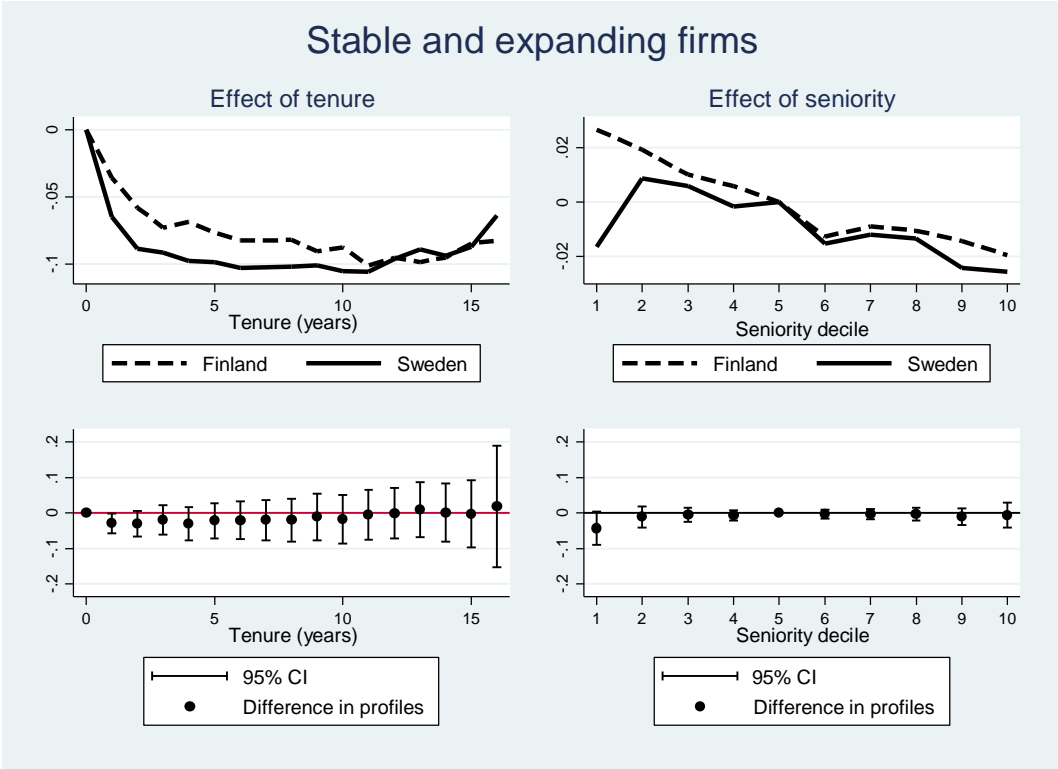 Stable and expanding firms
Effect of tenure
0
-.05
-.1
0 5 10 15
Tenure (years)
Finland Sweden
Effect of seniority
.02
0
-.02
1 2 3 4 5 6 7 8 9 10
Seniority decile
Finland Sweden
.2
.1
0
-.1
-.2
0 5 10 15
Tenure (years)
95% CI
Difference in profiles
.2
.1
0
-.1
-.2
1 2 3 4 5 6 7 8 9 10
Seniority decile
95% CI
Difference in profiles